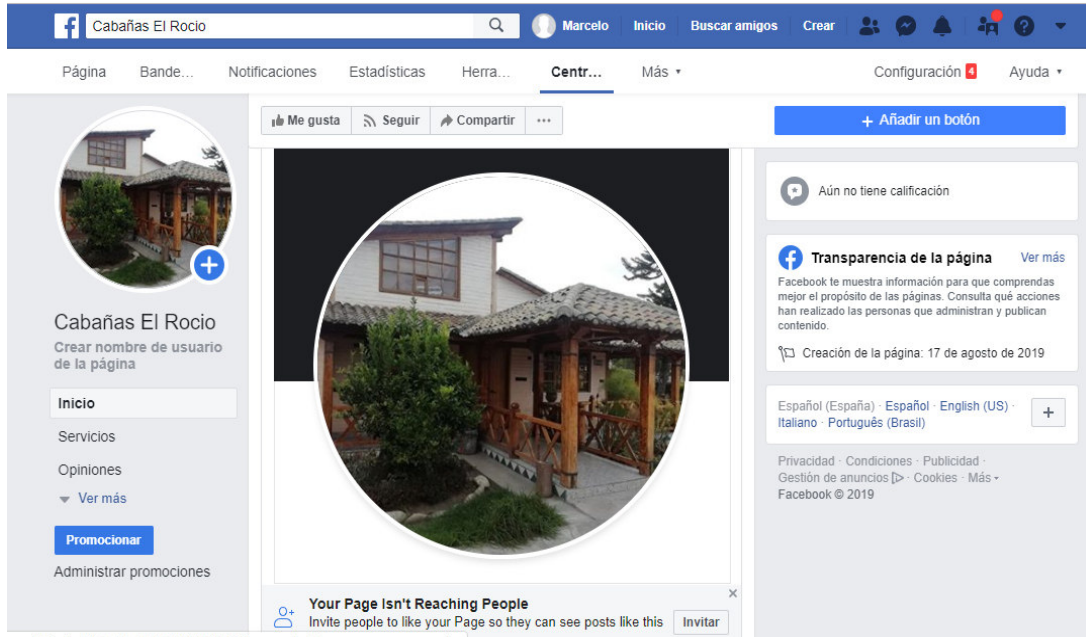 Cabañas El Rocio
Marcelo
Inicio
Buscar amigos
Crear
Página
Bande...
Notificaciones
Estadísticas
Herra...
Centr...
Más
Configuración 4
Ayuda
Me gusta
Seguir
Compartir
+ Añadir un botón
Cabañas El Rocio
Crear nombre de usuario
de la página
Inicio
Servicios
Opiniones
Ver más
Promocionar
Administrar promociones
Your Page Isn't Reaching People
Invite people to like your Page so they can see posts like this
Invitar
Aún no tiene calificación
Transparencia de la página
Ver más
Facebook te muestra información para que comprendas
mejor el propósito de las páginas. Consulta qué acciones
han realizado las personas que administran y publican
contenido.
Creación de la página: 17 de agosto de 2019
Español (España) · Español · English (US) ·
Italiano · Português (Brasil)
Privacidad · Condiciones · Publicidad ·
Gestión de anuncios · Cookies · Más
Facebook © 2019